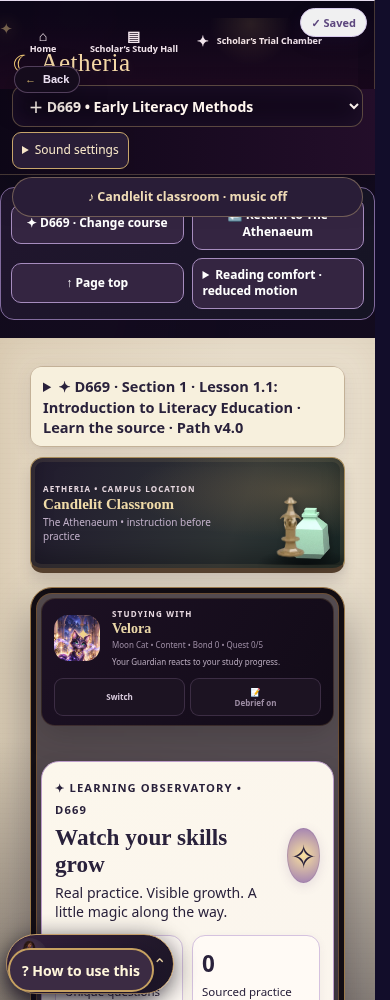 ✓ Saved
Home
Scholar's Study Hall
Scholar's Trial Chamber
Aetheria
← Back
+ D669 • Early Literacy Methods
▶ Sound settings
♪ Candlelit classroom · music off
✦ D669 · Change course
Return to The
Athenaeum
↑ Page top
▶ Reading comfort ·
reduced motion
▶ ✦ D669 · Section 1 · Lesson 1.1:
Introduction to Literacy Education ·
Learn the source · Path v4.0
AETHERIA • CAMPUS LOCATION
Candlelit Classroom
The Athenaeum • instruction before
practice
STUDYING WITH
Velora
Moon Cat • Content • Bond 0 • Quest 0/5
Your Guardian reacts to your study progress.
Switch
Debrief on
✦ LEARNING OBSERVATORY •
D669
Watch your skills
grow
Real practice. Visible growth. A
little magic along the way.
0
Unique questions
Sourced practice
? How to use this